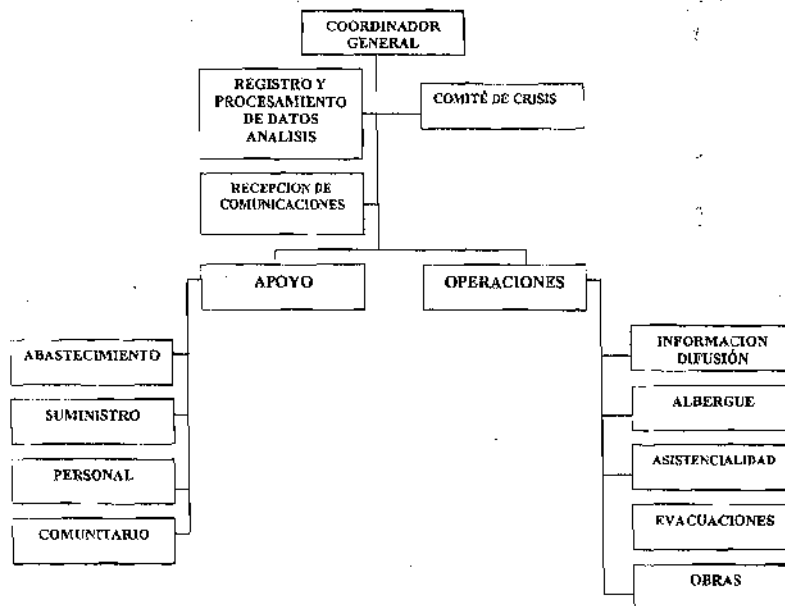 COORDINADOR
GENERAL
REGISTRO Y
PROCESAMIENTO
DE DATOS
ANALISIS
COMITÉ DE CRISIS
RECEPCION DE
COMUNICACIONES
APOYO
OPERACIONES
ABASTECIMIENTO
SUMINISTRO
PERSONAL
COMUNITARIO
INFORMACION
DIFUSIÓN
ALBERGUE
ASISTENCIALIDAD
EVACUACIONES
OBRAS